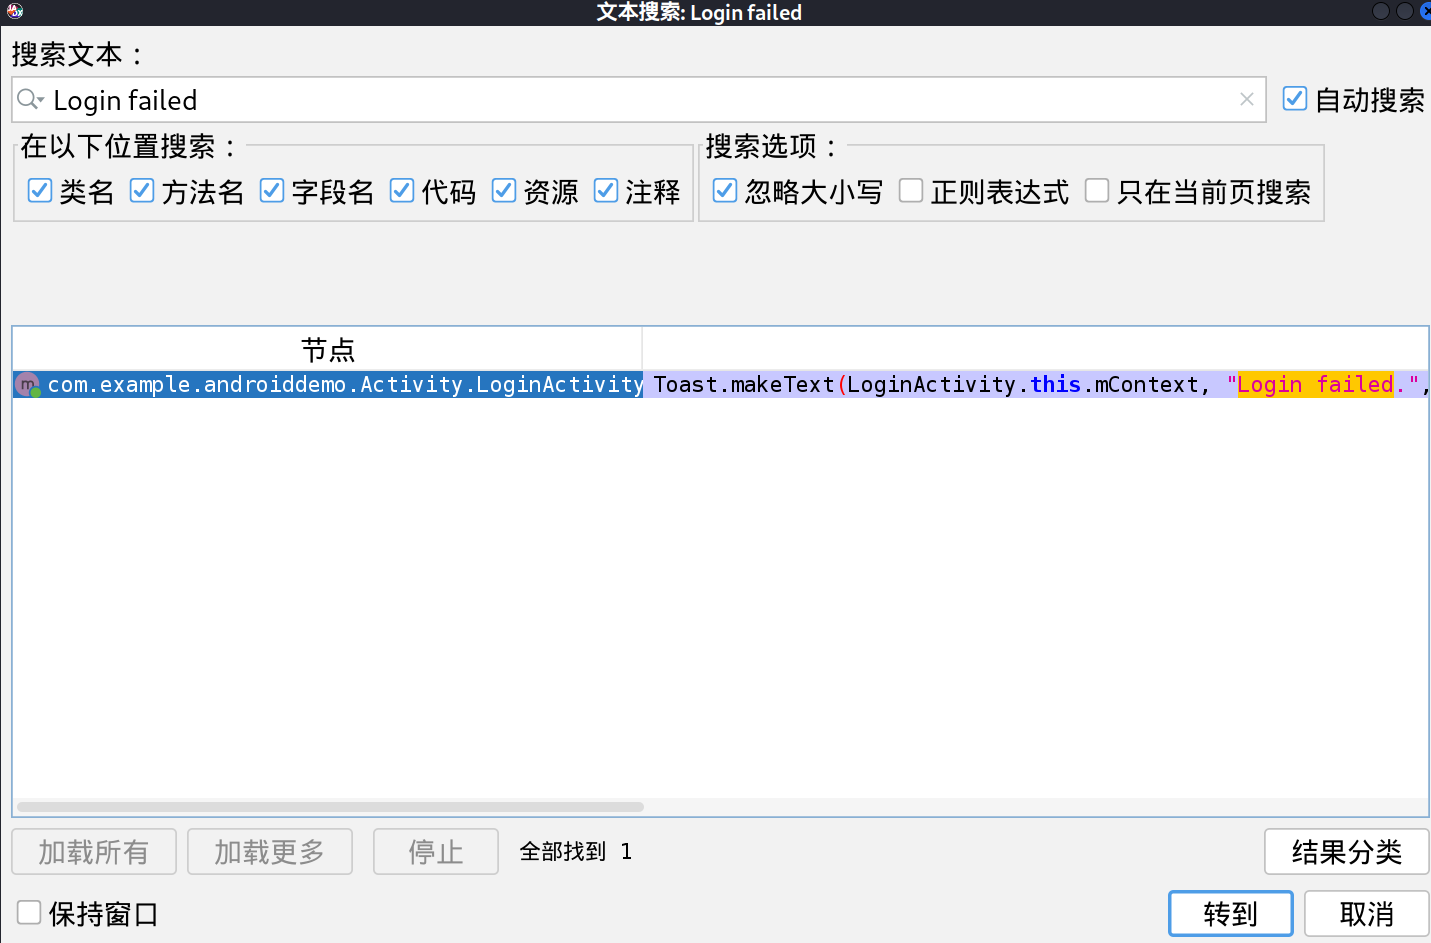 文本搜索: Login failed
搜索文本：
Login failed
自动搜索
在以下位置搜索： 搜索选项：
类名 方法名 字段名 代码 资源 注释 忽略大小写 正则表达式 只在当前页搜索
节点
com.example.androiddemo.Activity.LoginActivity Toast.makeText(LoginActivity.this.mContext, "Login failed.",
加载所有 加载更多 停止 全部找到 1 结果分类
保持窗口 转到 取消